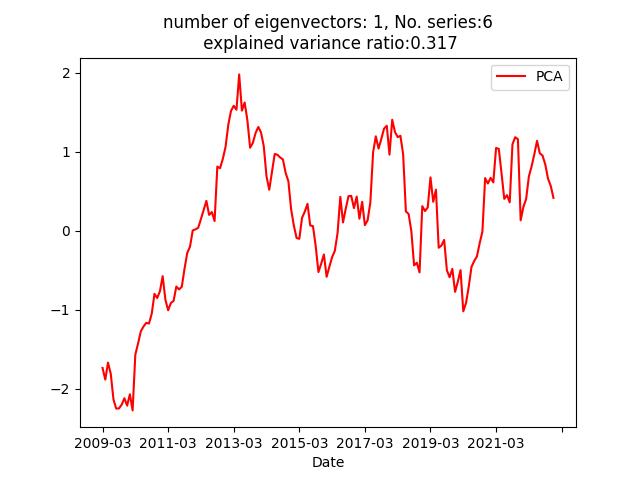 number of eigenvectors: 1, No. series:6
explained variance ratio:0.317
PCA
2
1
0
−1
−2
2009-03 2011-03 2013-03 2015-03 2017-03 2019-03 2021-03
Date